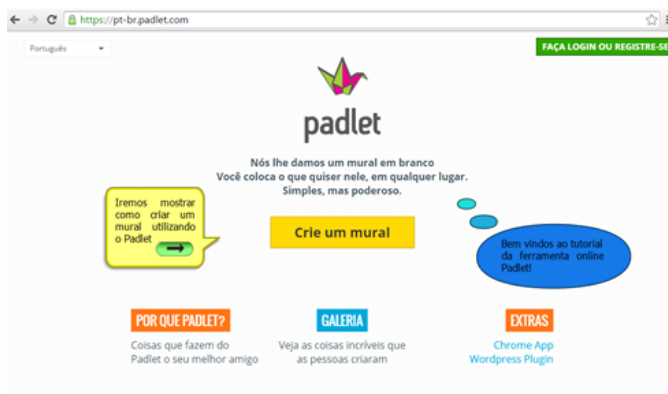 https://pt-br.padlet.com
Português
FAÇA LOGIN OU REGISTRE-SE
padlet
Nós lhe damos um mural em branco
Você coloca o que quiser nele, em qualquer lugar.
Simples, mas poderoso.
Iremos mostrar
como criar um
mural utilizando
o Padlet
Crie um mural
Bem vindos ao tutorial
da ferramenta online
Padlet!
POR QUE PADLET?
Coisas que fazem do
Padlet o seu melhor amigo
GALERIA
Veja as coisas incríveis que
as pessoas criaram
EXTRAS
Chrome App
Wordpress Plugin